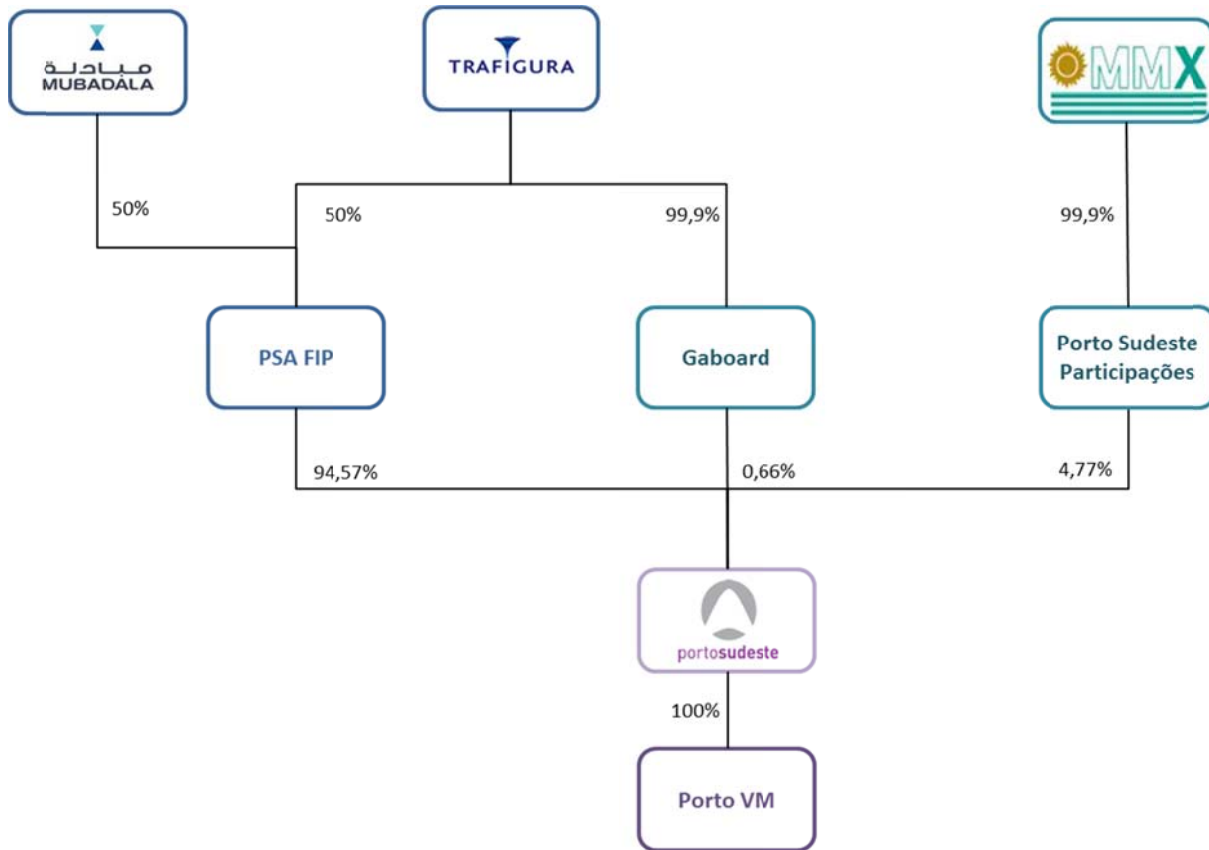 مبادلة
MUBADALA
TRAFIGURA
MMX
50%
50%
99,9%
99,9%
PSA FIP
Gaboard
Porto Sudeste
Participações
94,57%
0,66%
4,77%
portosudeste
100%
Porto VM